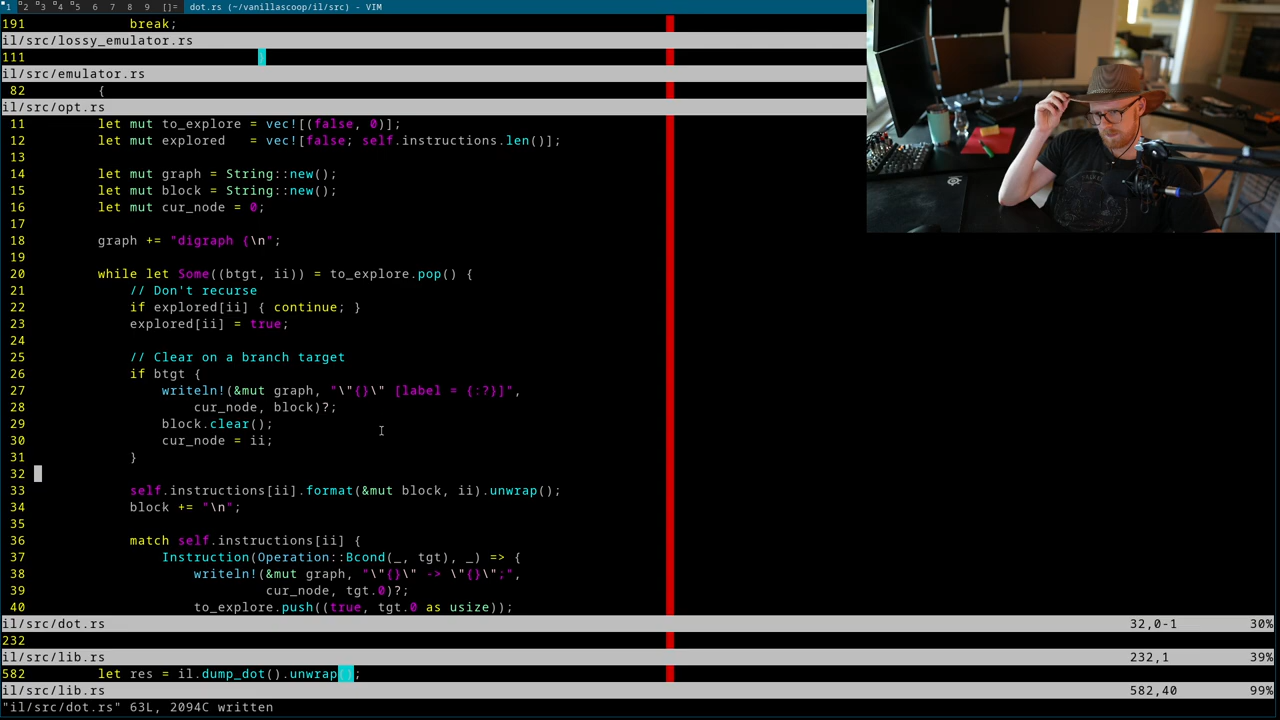 1 2 3 4 5 6 7 8 9 []= dot.rs (~/vanillascoop/il/src) - VIM
191 break;
il/src/lossy_emulator.rs
111 }
il/src/emulator.rs
82 {
il/src/opt.rs
11 let mut to_explore = vec![(false, 0)];
12 let mut explored   = vec![false; self.instructions.len()];
13
14 let mut graph = String::new();
15 let mut block = String::new();
16 let mut cur_node = 0;
17
18 graph += "digraph {\n";
19
20 while let Some((btgt, ii)) = to_explore.pop() {
21 // Don't recurse
22 if explored[ii] { continue; }
23 explored[ii] = true;
24
25 // Clear on a branch target
26 if btgt {
27 writeln!(&mut graph, "\"{}\" [label = {:?}]",
28 cur_node, block)?;
29 block.clear();
30 cur_node = ii;
31 }
32
33 self.instructions[ii].format(&mut block, ii).unwrap();
34 block += "\n";
35
36 match self.instructions[ii] {
37 Instruction(Operation::Bcond(_, tgt), _) => {
38 writeln!(&mut graph, "\"{}\" -> \"{}\";",
39 cur_node, tgt.0)?;
40 to_explore.push((true, tgt.0 as usize));
il/src/dot.rs 32,0-1 30%
232
il/src/lib.rs 232,1 39%
582 let res = il.dump_dot().unwrap();
il/src/lib.rs 582,40 99%
"il/src/dot.rs" 63L, 2094C written